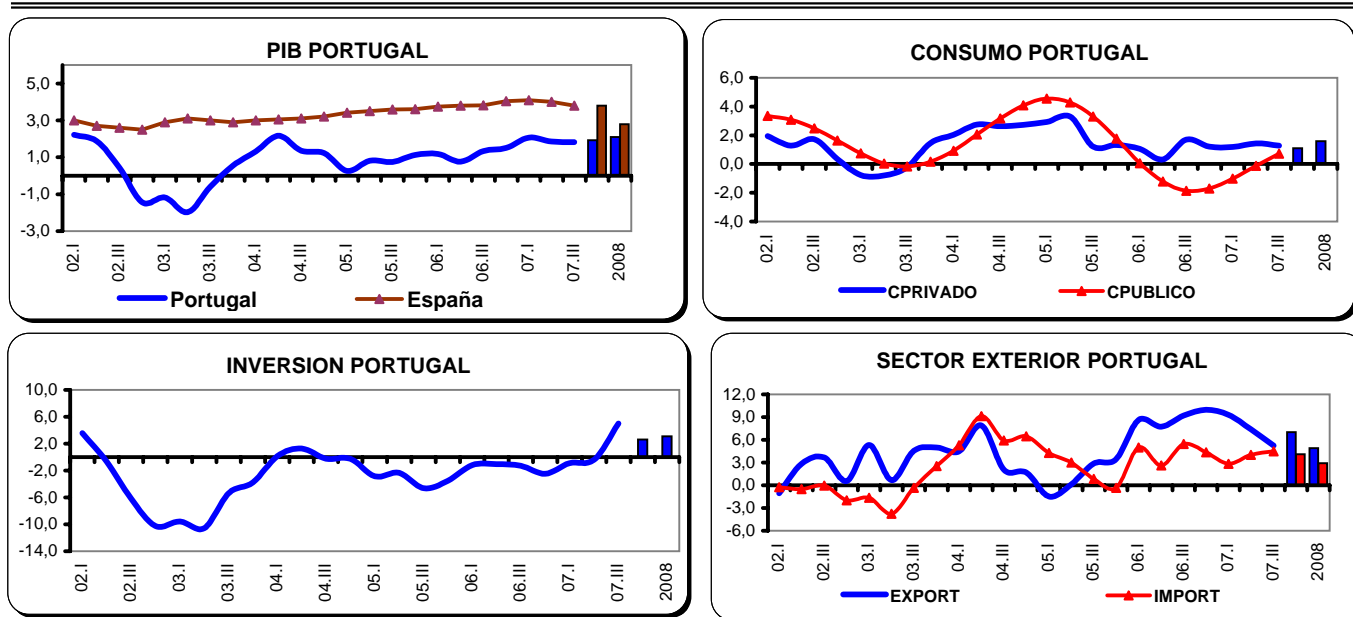 PIB PORTUGAL
5,0
3,0
1,0
-1,0
-3,0
02.I
02.III
03.I
03.III
04.I
04.III
05.I
05.III
06.I
06.III
07.I
07.III
2008
Portugal
España
CONSUMO PORTUGAL
6,0
4,0
2,0
0,0
-2,0
-4,0
02.I
02.III
03.I
03.III
04.I
04.III
05.I
05.III
06.I
06.III
07.I
07.III
2008
CPRIVADO
CPUBLICO
INVERSION PORTUGAL
10,0
6,0
2,0
-2,0
-6,0
-10,0
-14,0
02.I
02.III
03.I
03.III
04.I
04.III
05.I
05.III
06.I
06.III
07.I
07.III
2008
SECTOR EXTERIOR PORTUGAL
12,0
9,0
6,0
3,0
0,0
-3,0
-6,0
02.I
02.III
03.I
03.III
04.I
04.III
05.I
05.III
06.I
06.III
07.I
07.III
2008
EXPORT
IMPORT